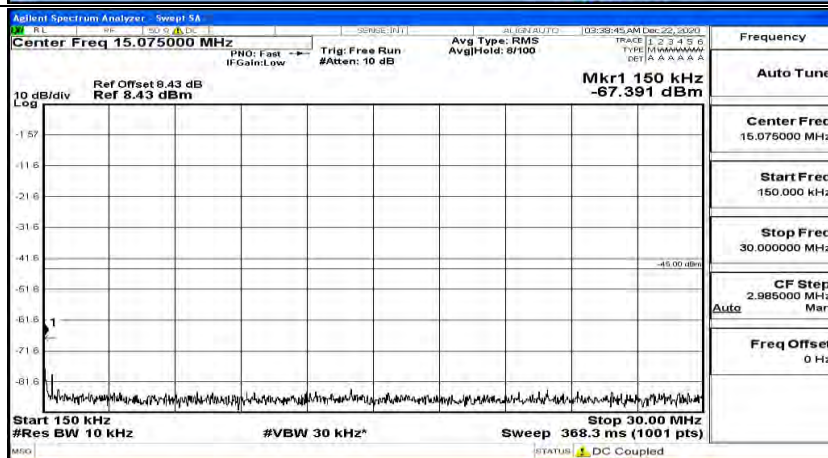 Agilent Spectrum Analyzer - Swept SA
RL RF 50 Ω DC SENSE:INT ALIGN AUTO 03:38:45 AM Dec 22, 2020
Center Freq 15.075000 MHz
PNO: Fast
IFGain:Low
Trig: Free Run
#Atten: 10 dB
Avg Type: RMS
Avg|Hold: 8/100
TRACE 1 2 3 4 5 6
TYPE MWWWWW
DET A A A A A A
Mkr1 150 kHz
-67.391 dBm
Ref Offset 8.43 dB
10 dB/div Ref 8.43 dBm
Log
-1.57
-11.6
-21.6
-31.6
-41.6
-45.00 dBm
-51.6
-61.6
1
-71.6
-81.6
Start 150 kHz Stop 30.00 MHz
#Res BW 10 kHz #VBW 30 kHz* Sweep 368.3 ms (1001 pts)
MSG STATUS DC Coupled
Frequency
Auto Tune
Center Freq
15.075000 MHz
Start Freq
150.000 kHz
Stop Freq
30.000000 MHz
CF Step
2.985000 MHz
Auto Man
Freq Offset
0 Hz